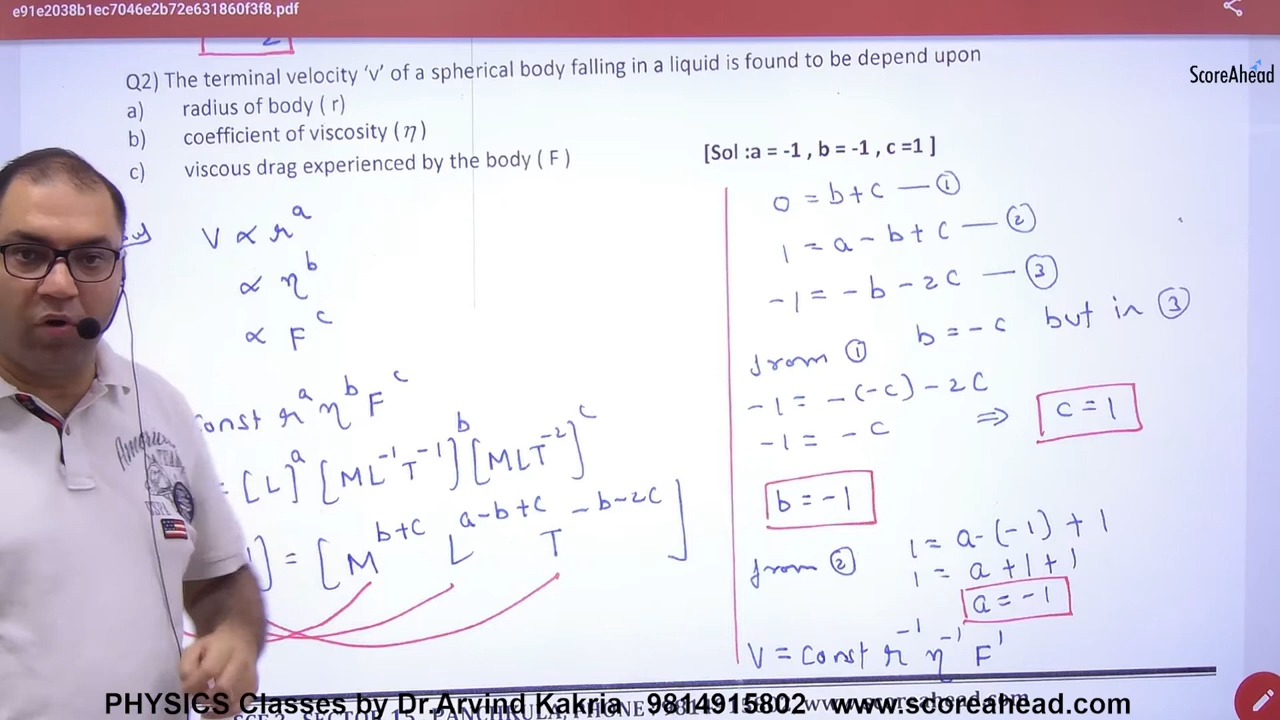 e91e2038b1ec7046e2b72e631860f3f8.pdf
ScoreAhead
2
Q2) The terminal velocity 'v' of a spherical body falling in a liquid is found to be depend upon
a) radius of body ( r)
b) coefficient of viscosity ( η )
c) viscous drag experienced by the body ( F )
[Sol :a = -1 , b = -1 , c =1 ]
V ∝ r^a
∝ η^b
∝ F^c
const r^a η^b F^c
= [L]^a [ML^-1T^-1]^b [MLT^-2]^c
] = [M^b+c L^a-b+c T^-b-2c]
0 = b+c — ①
1 = a - b + c — ②
-1 = - b - 2c — ③
from ① b = - c but in ③
-1 = - (-c) - 2c
-1 = - c ⇒ c = 1
b = -1
from ② 1 = a - (-1) + 1
1 = a + 1 + 1
a = -1
V = const r^-1 η^-1 F^1
PHYSICS Classes by Dr.Arvind Kakria 9814915802 www.scoreahead.com